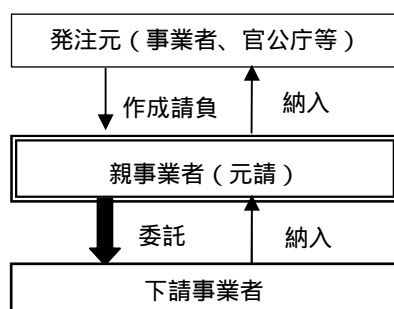 発注元(事業者、官公庁等)
作成請負 納入
親事業者(元請)
委託 納入
下請事業者